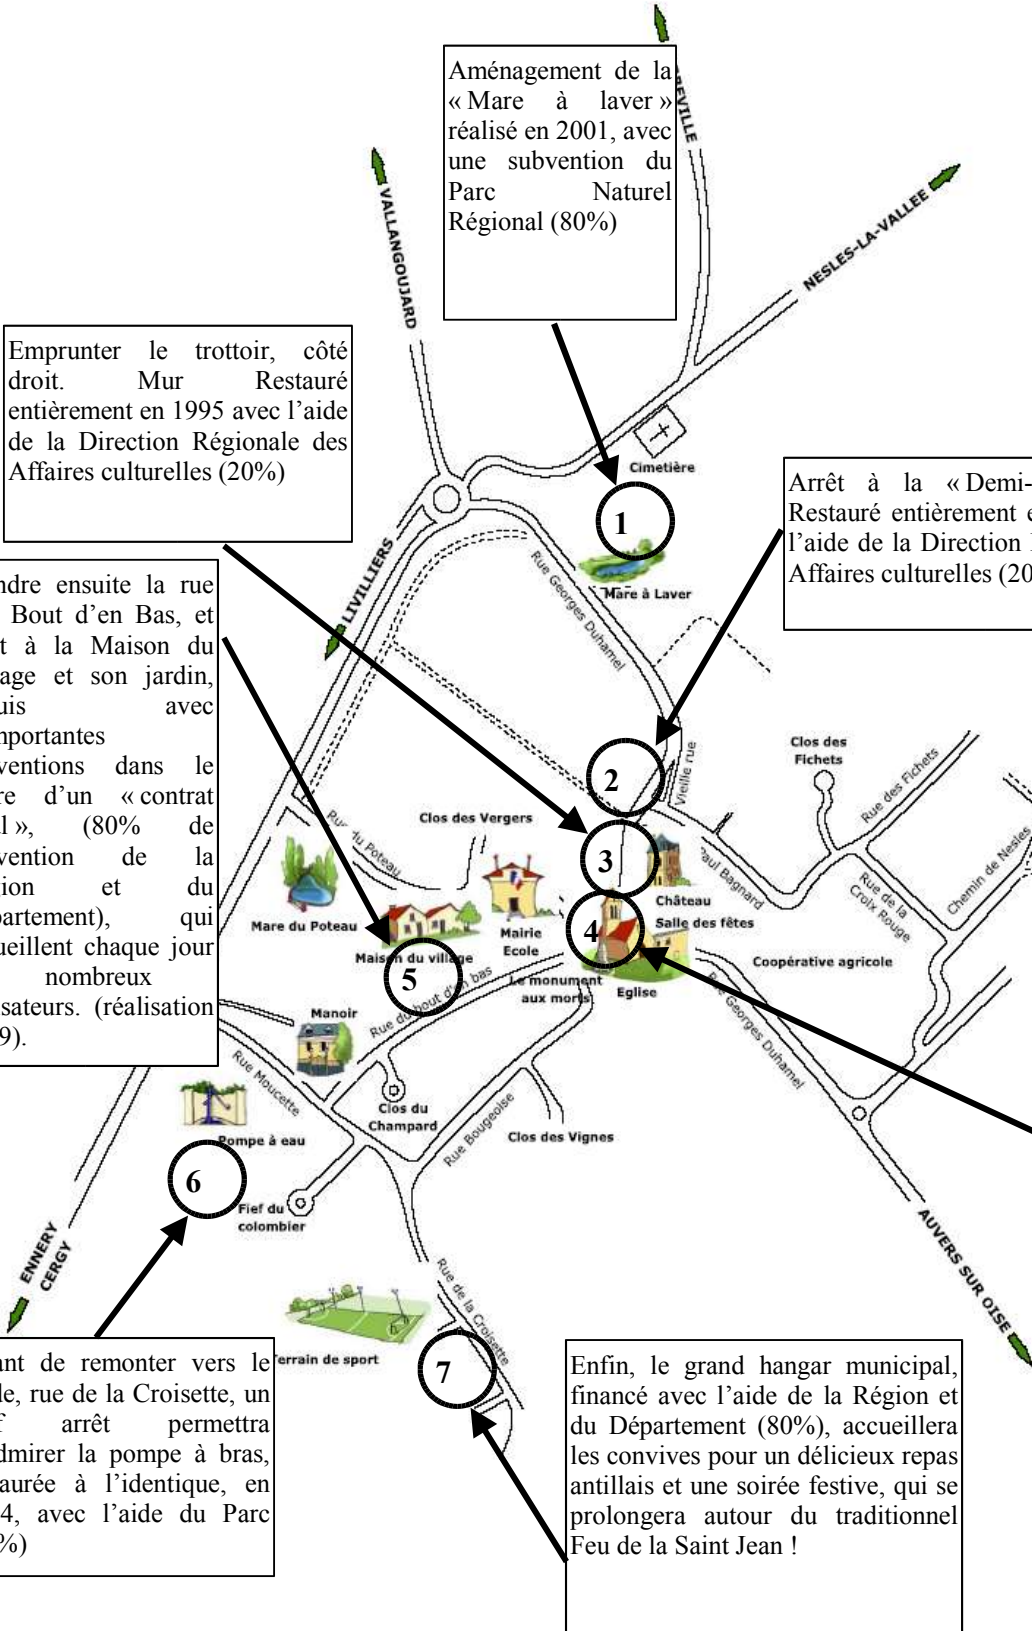 Aménagement de la
« Mare à laver »
réalisé en 2001, avec
une subvention du
Parc Naturel
Régional (80%)
VALLANGOUJARD
NESLES-LA-VALLEE
Emprunter le trottoir, côté
droit. Mur Restauré
entièrement en 1995 avec l’aide
de la Direction Régionale des
Affaires culturelles (20%)
Cimetière
1
Mare à Laver
Arrêt à la « Demi-
Restauré entièrement e
l’aide de la Direction
Affaires culturelles (20
LIVILLIERS
Rue Georges Duhamel
ndre ensuite la rue
Bout d’en Bas, et
t à la Maison du
age et son jardin,
uis avec
mportantes
ventions dans le
re d’un « contrat
al », (80% de
vention de la
gion et du
partement), qui
ueillent chaque jour
nombreux
isateurs. (réalisation
9).
2
Vieille rue
Clos des
Fichets
Rue des Fichets
Rue du Poteau
Clos des Vergers
3
Paul Bagnard
Rue de la
Croix Rouge
Chemin de Nesles
Mare du Poteau
Mairie
Ecole
Château
Salle des fêtes
4
Maison du village
5
Le monument
aux morts
Eglise
Coopérative agricole
Manoir
Rue du bout d'en bas
Rue Georges Duhamel
Rue Moucette
Clos du
Champard
Rue Bougeoise
Clos des Vignes
Pompe à eau
6
Fief du
colombier
ENNERY
CERGY
AUVERS SUR OISE
Rue de la Croisette
Terrain de sport
7
ant de remonter vers le
le, rue de la Croisette, un
f arrêt permettra
dmirer la pompe à bras,
aurée à l’identique, en
4, avec l’aide du Parc
%)
Enfin, le grand hangar municipal,
financé avec l’aide de la Région et
du Département (80%), accueillera
les convives pour un délicieux repas
antillais et une soirée festive, qui se
prolongera autour du traditionnel
Feu de la Saint Jean !